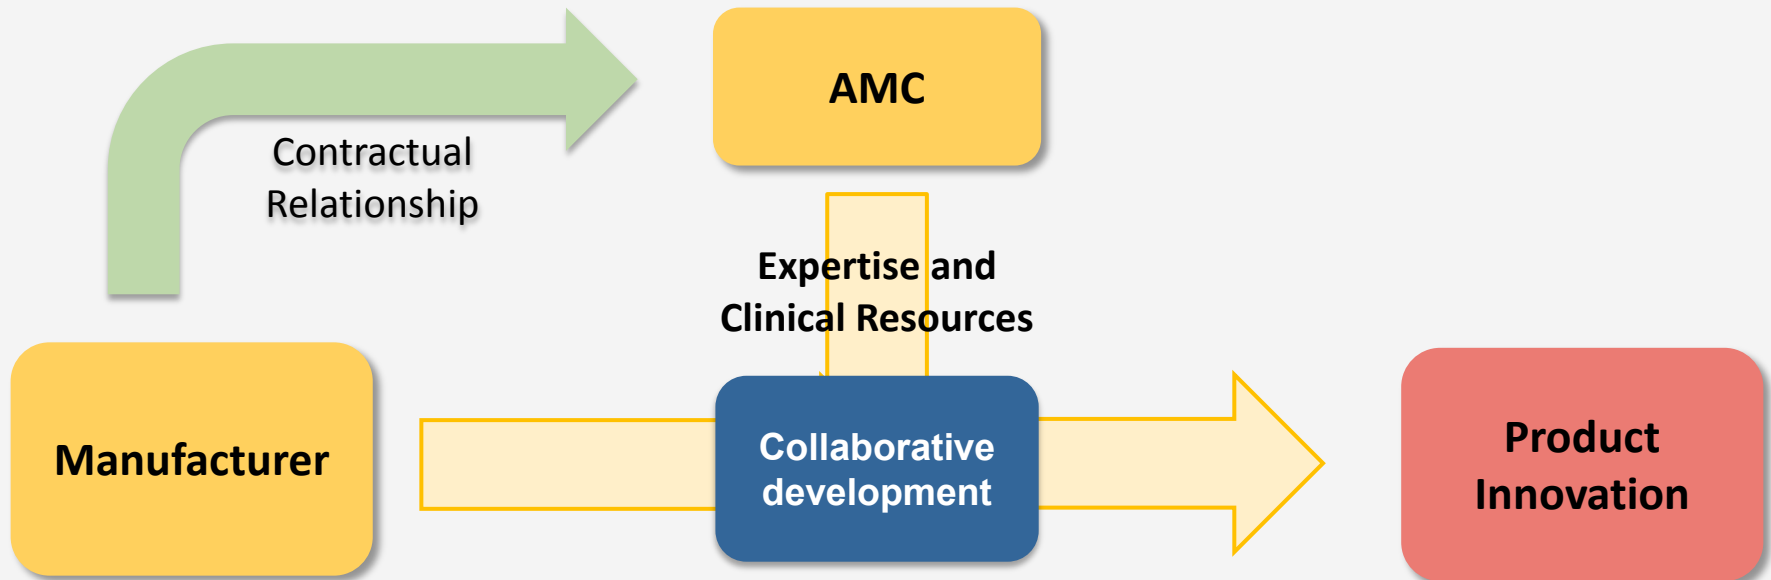 AMC
Contractual
Relationship
Expertise and
Clinical Resources
Manufacturer
Collaborative
development
Product
Innovation